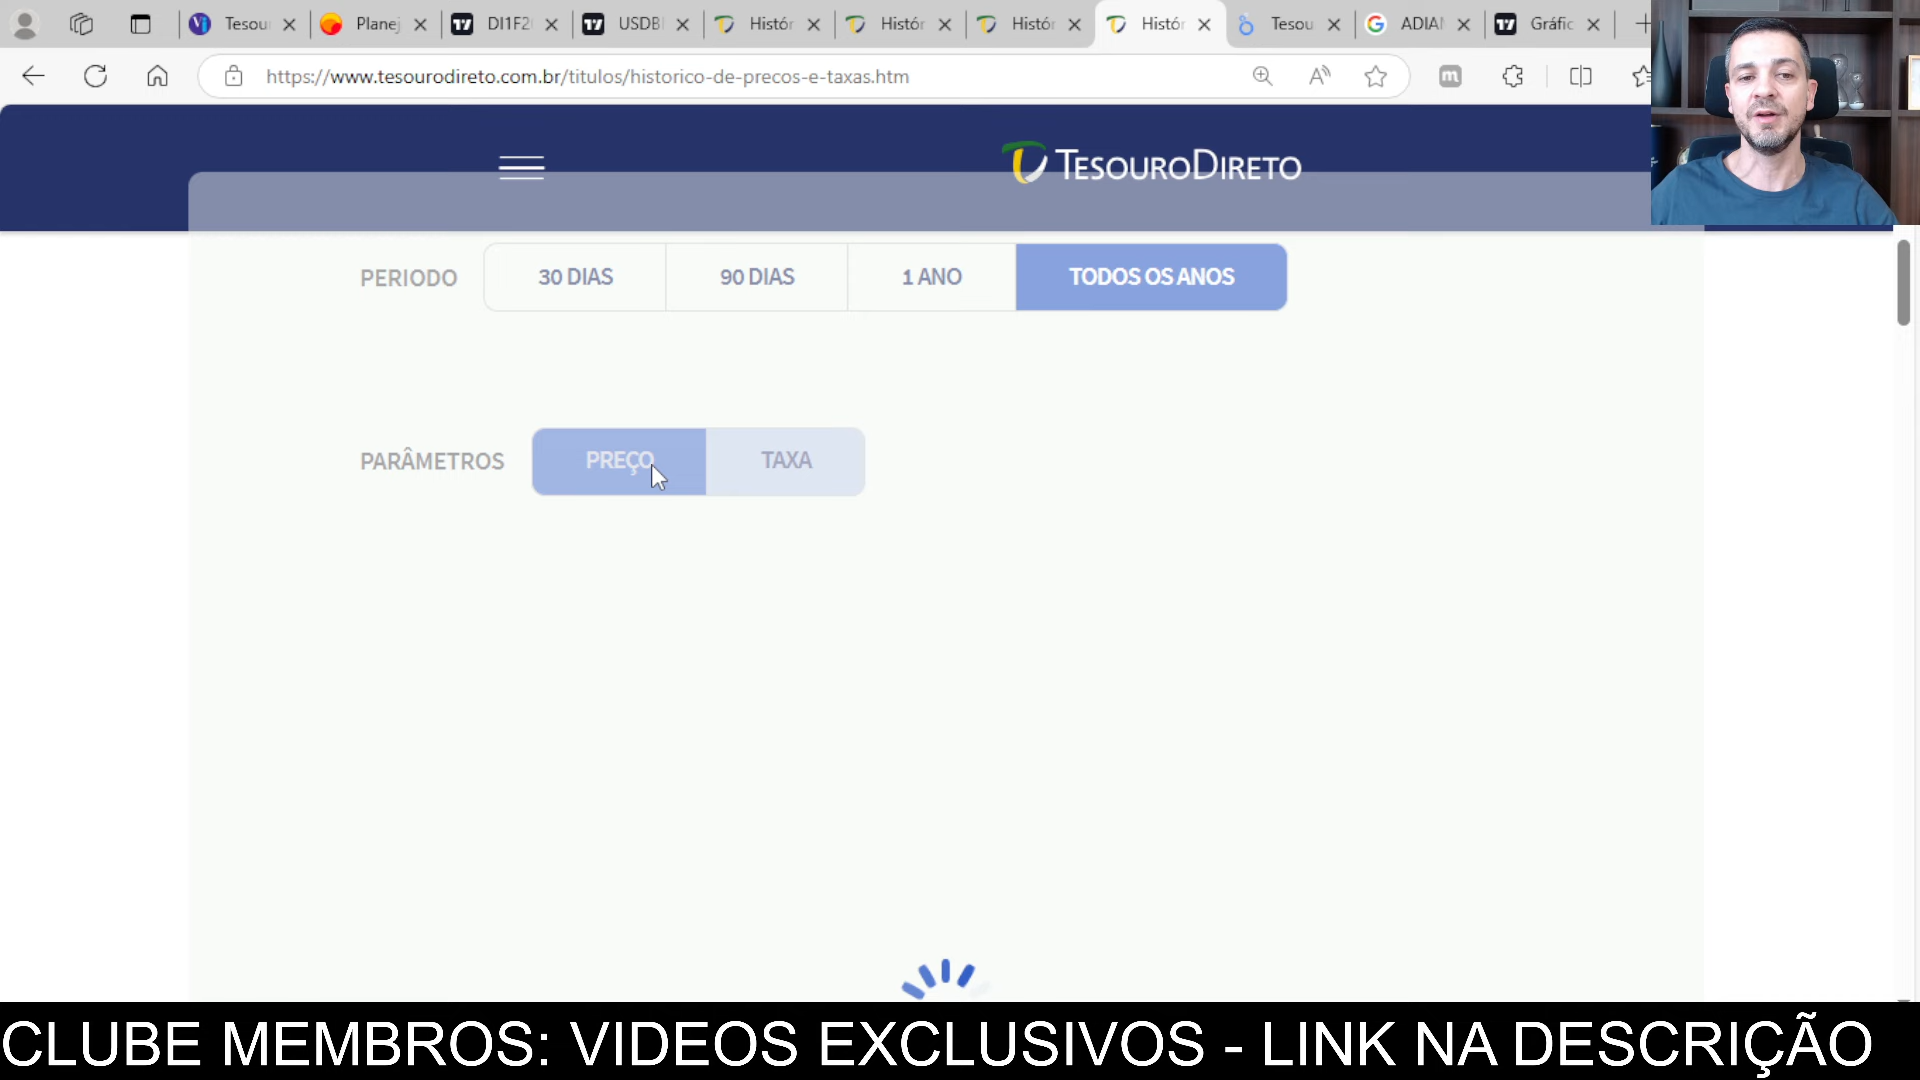 Tesou
Planej
DI1F2
USDB
Histór
Histór
Histór
Histór
Tesou
ADIAN
Gráfic
https://www.tesourodireto.com.br/titulos/historico-de-precos-e-taxas.htm
TESOURODIRETO
PERIODO
30 DIAS
90 DIAS
1 ANO
TODOS OS ANOS
PARÂMETROS
PREÇO
TAXA
CLUBE MEMBROS: VIDEOS EXCLUSIVOS - LINK NA DESCRIÇÃO